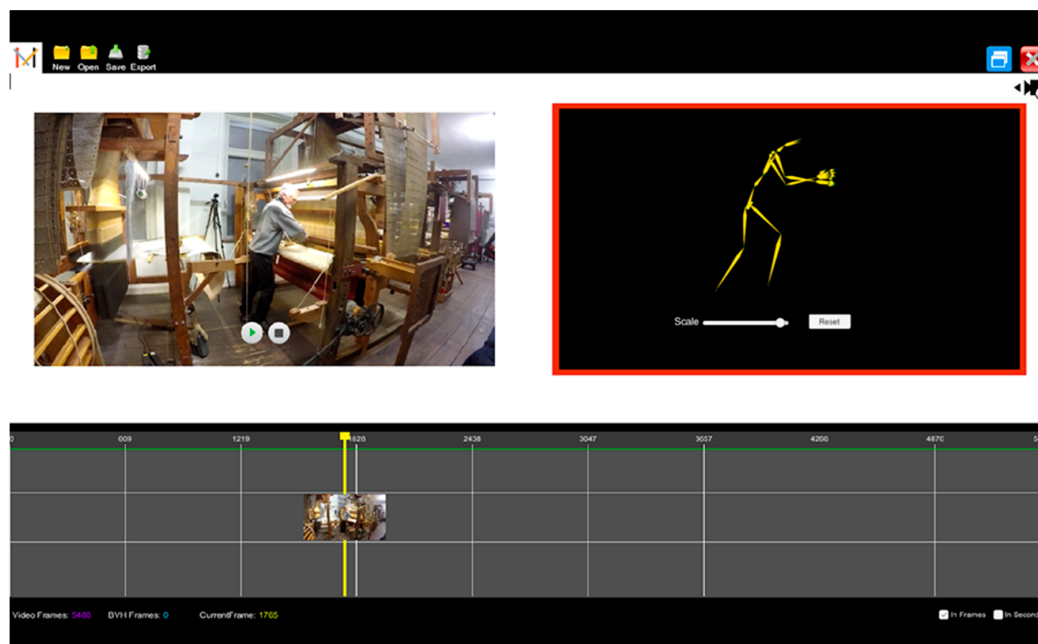 New Open Save Export
Scale Reset
0 609 1219 1828 2438 3047 3657 4266 4876
Video Frames: 5486 BVH Frames: 0 CurrentFrame: 1765
In Frames In Second